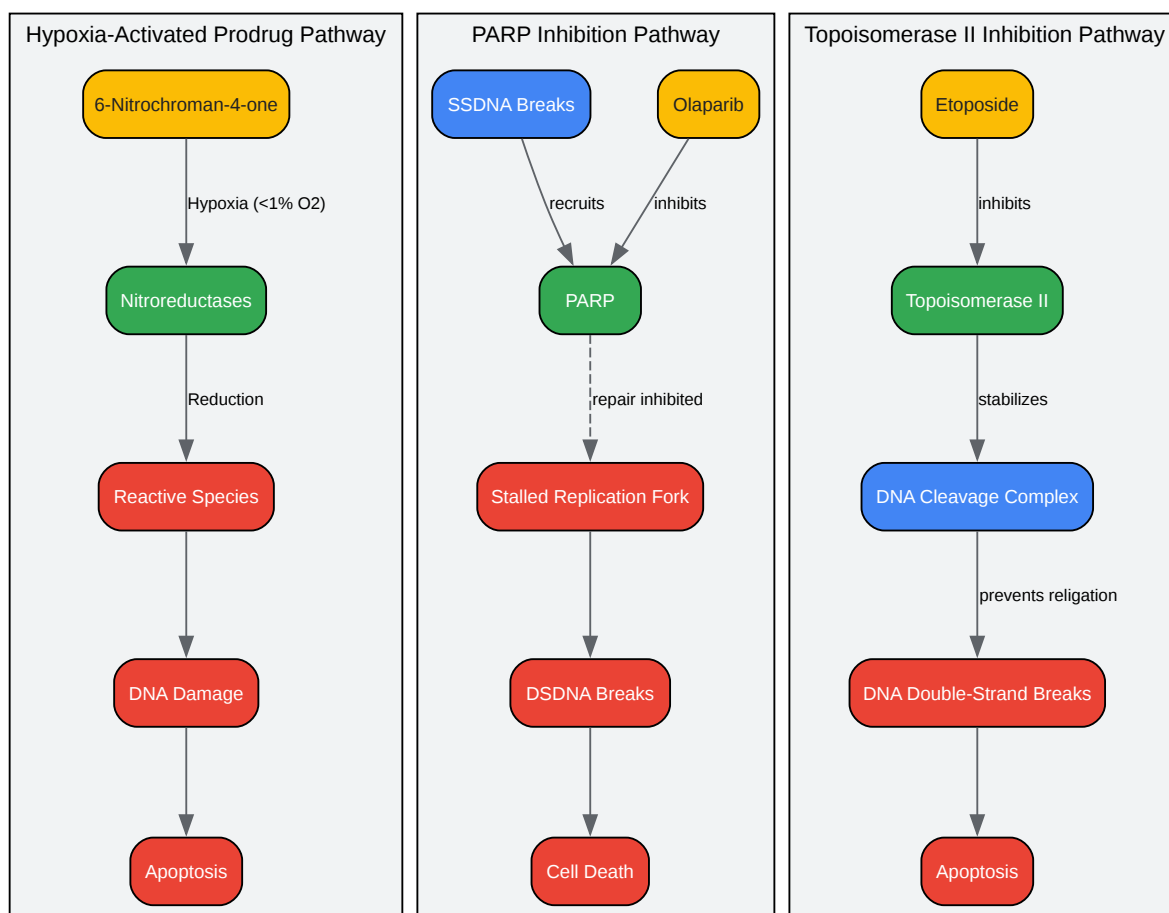 Hypoxia-Activated Prodrug Pathway
6-Nitrochroman-4-one
Hypoxia (<1% O2)
Nitroreductases
Reduction
Reactive Species
DNA Damage
Apoptosis
PARP Inhibition Pathway
SSDNA Breaks
Olaparib
recruits
inhibits
PARP
repair inhibited
Stalled Replication Fork
DSDNA Breaks
Cell Death
Topoisomerase II Inhibition Pathway
Etoposide
inhibits
Topoisomerase II
stabilizes
DNA Cleavage Complex
prevents religation
DNA Double-Strand Breaks
Apoptosis